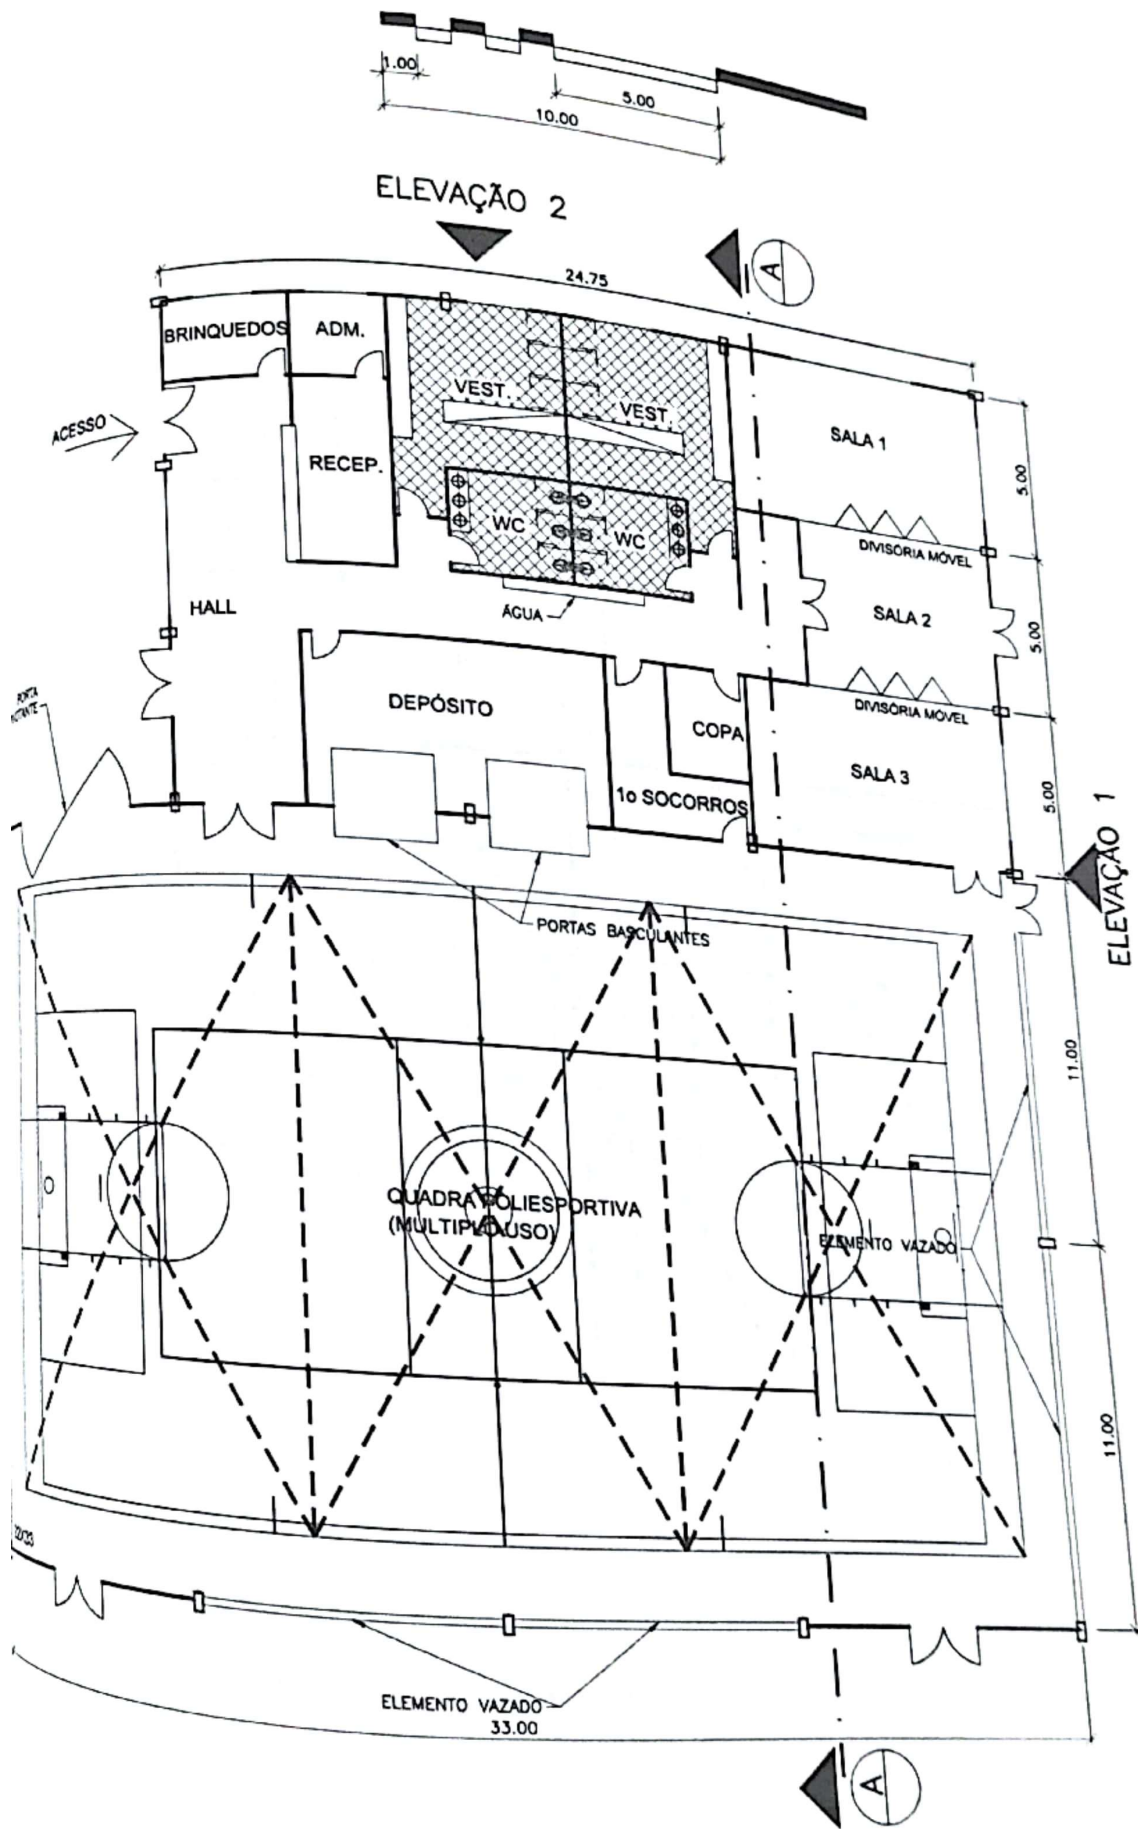 1.00
5.00
10.00
ELEVAÇÃO 2
A
24.75
BRINQUEDOS
ADM.
VEST.
VEST.
ACESSO
RECEP.
SALA 1
5.00
WC
WC
DIVISÓRIA MÓVEL
HALL
ÁGUA
SALA 2
5.00
PORTA
DEPÓSITO
DIVISÓRIA MÓVEL
COPA
SALA 3
1o SOCORROS
5.00
ELEVAÇÃO 1
PORTAS BASCULANTES
11.00
QUADRA POLIESPORTIVA
(MULTIPLO USO)
ELEMENTO VAZADO
11.00
ELEMENTO VAZADO
33.00
A